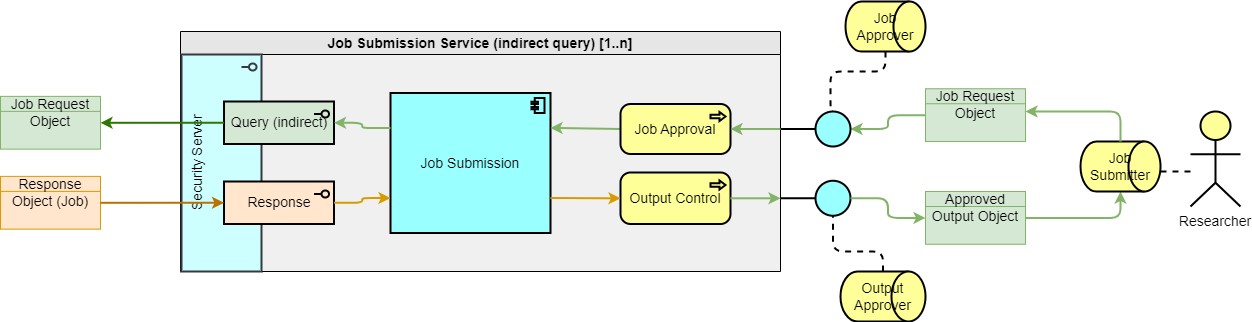 Job
Approver
Job Submission Service (indirect query) [1..n]
Job Request
Object
Query (indirect)
Security Server
Job Submission
Job Approval
Job Request
Object
Job
Submitter
Researcher
Response
Object (Job)
Response
Output Control
Approved
Output Object
Output
Approver